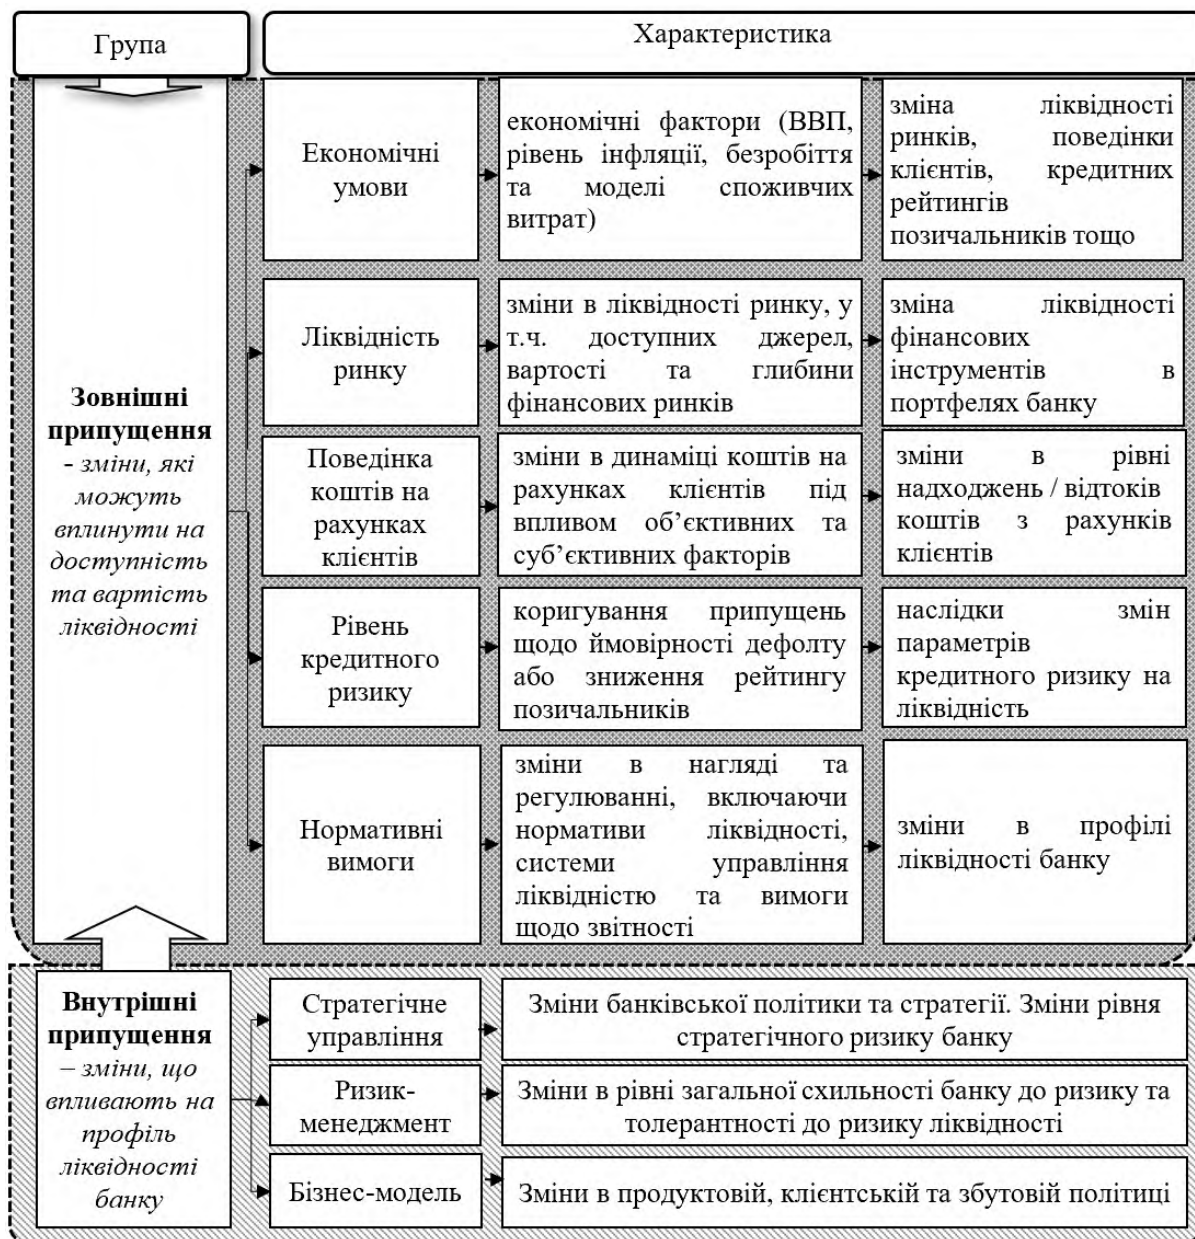 Група
Характеристика
Зовнішні
припущення
- зміни, які
можуть
вплинути на
доступність
та вартість
ліквідності
Економічні
умови
економічні фактори (ВВП,
рівень інфляції, безробіття
та моделі споживчих
витрат)
зміна ліквідності
ринків, поведінки
клієнтів, кредитних
рейтингів
позичальників тощо
Ліквідність
ринку
зміни в ліквідності ринку, у
т.ч. доступних джерел,
вартості та глибини
фінансових ринків
зміна ліквідності
фінансових
інструментів в
портфелях банку
Поведінка
коштів на
рахунках
клієнтів
зміни в динаміці коштів на
рахунках клієнтів під
впливом об’єктивних та
суб’єктивних факторів
зміни в рівні
надходжень / відтоків
коштів з рахунків
клієнтів
Рівень
кредитного
ризику
коригування припущень
щодо ймовірності дефолту
або зниження рейтингу
позичальників
наслідки змін
параметрів
кредитного ризику на
ліквідність
Нормативні
вимоги
зміни в нагляді та
регулюванні, включаючи
нормативи ліквідності,
системи управління
ліквідністю та вимоги
щодо звітності
зміни в профілі
ліквідності банку
Внутрішні
припущення
– зміни, що
впливають на
профіль
ліквідності
банку
Стратегічне
управління
Зміни банківської політики та стратегії. Зміни рівня
стратегічного ризику банку
Ризик-
менеджмент
Зміни в рівні загальної схильності банку до ризику та
толерантності до ризику ліквідності
Бізнес-модель
Зміни в продуктовій, клієнтській та збутовій політиці